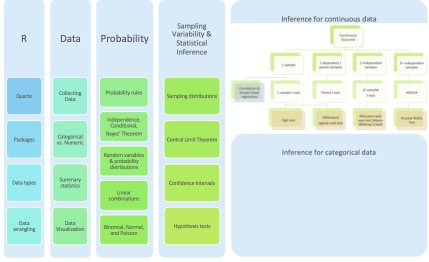 R
Quarto
Packages
Data types
Data
wrangling
Data
Collecting
Data
Categorical
vs. Numeric
Summary
statistics
Data
Visualization
Probability
Probability rules
Independence,
Conditional,
Bayes' Theorem
Random variables
& probability
distributions
Linear
combinations
Binomial, Normal,
and Poisson
Sampling
Variability &
Statistical
Inference
Sampling distributions
Central Limit Theorem
Confidence intervals
Hypothesis tests
Inference for continuous data
Continuous
Outcome
1 sample
2 dependent /
paired samples
2 independent
samples
3+ independent
samples
Correlation &
Simple linear
regression
1 sample t-test
Paired t-test
(2 sample)
t-test
ANOVA
Sign test
Wilcoxon
signed-rank test
Wilcoxon rank-
sum test (Mann-
Whitney U test)
Kruskal-Wallis
Test
Inference for categorical data